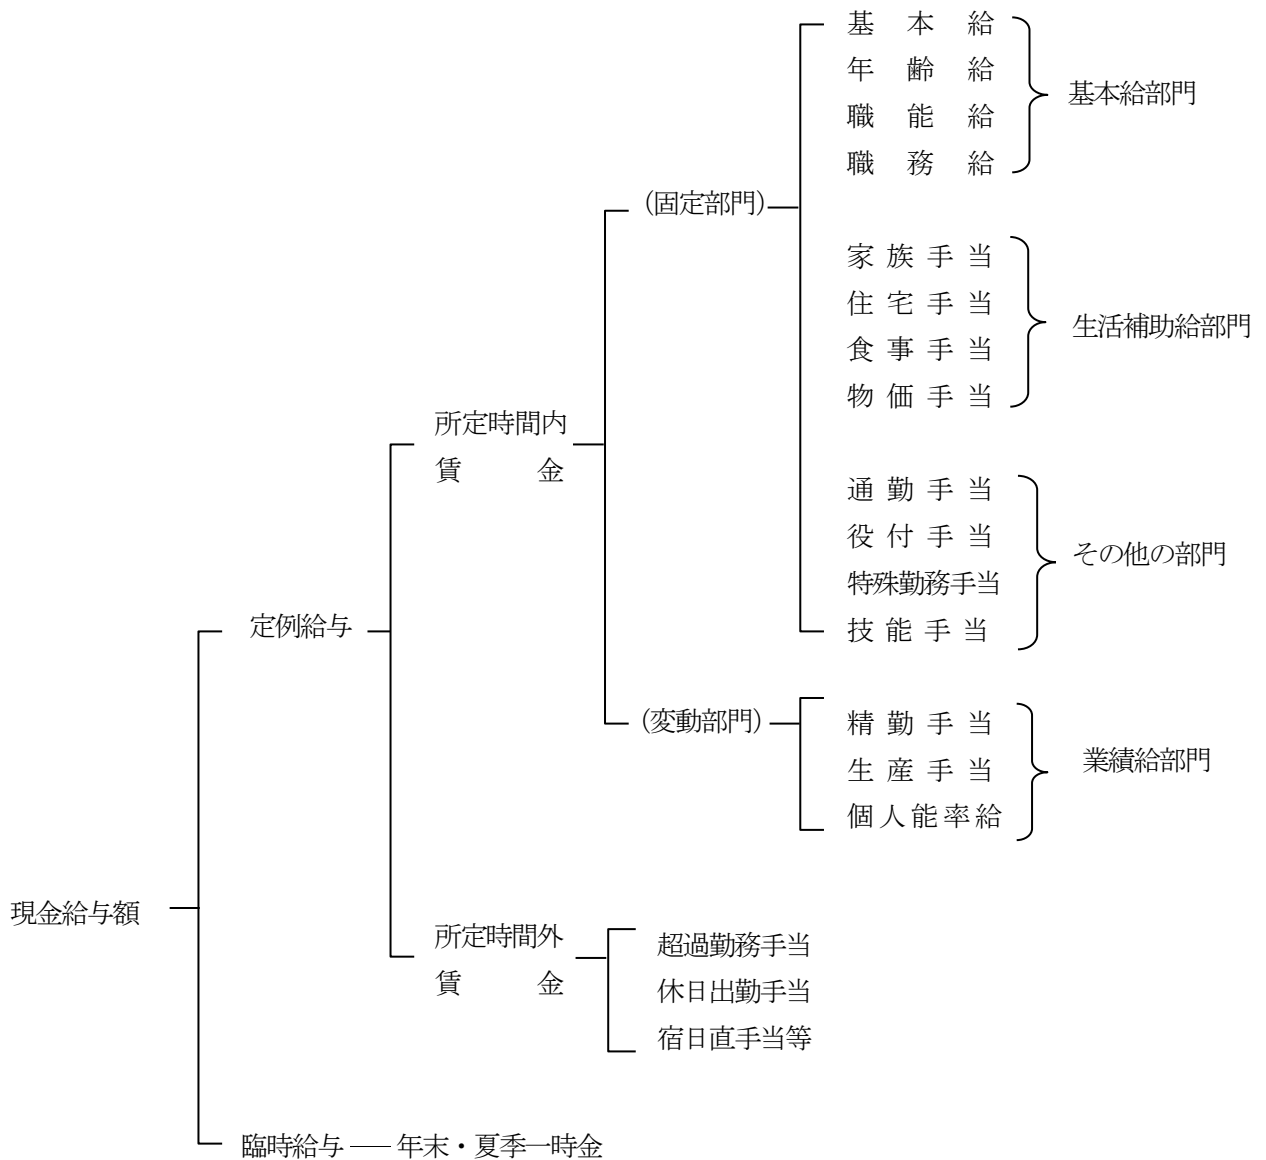 基本給
年齢給
職能給
職務給
基本給部門
(固定部門)
家族手当
住宅手当
食事手当
物価手当
生活補助給部門
所定時間内
賃金
通勤手当
役付手当
特殊勤務手当
技能手当
その他の部門
定例給与
(変動部門)
精勤手当
生産手当
個人能率給
業績給部門
現金給与額
所定時間外
賃金
超過勤務手当
休日出勤手当
宿日直手当等
臨時給与 ── 年末・夏季一時金